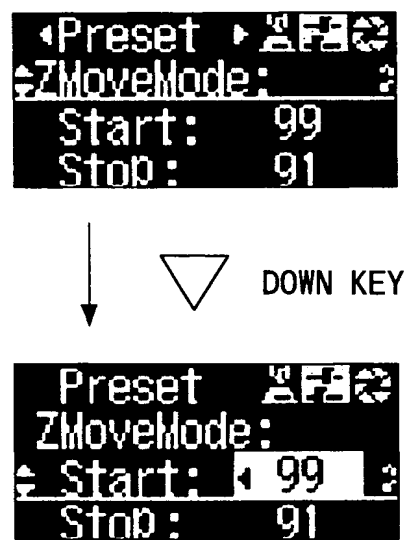 Preset
ZMoveMode:
Start: 99
Stop: 91
DOWN KEY
Preset
ZMoveMode:
Start: 99
Stop: 91